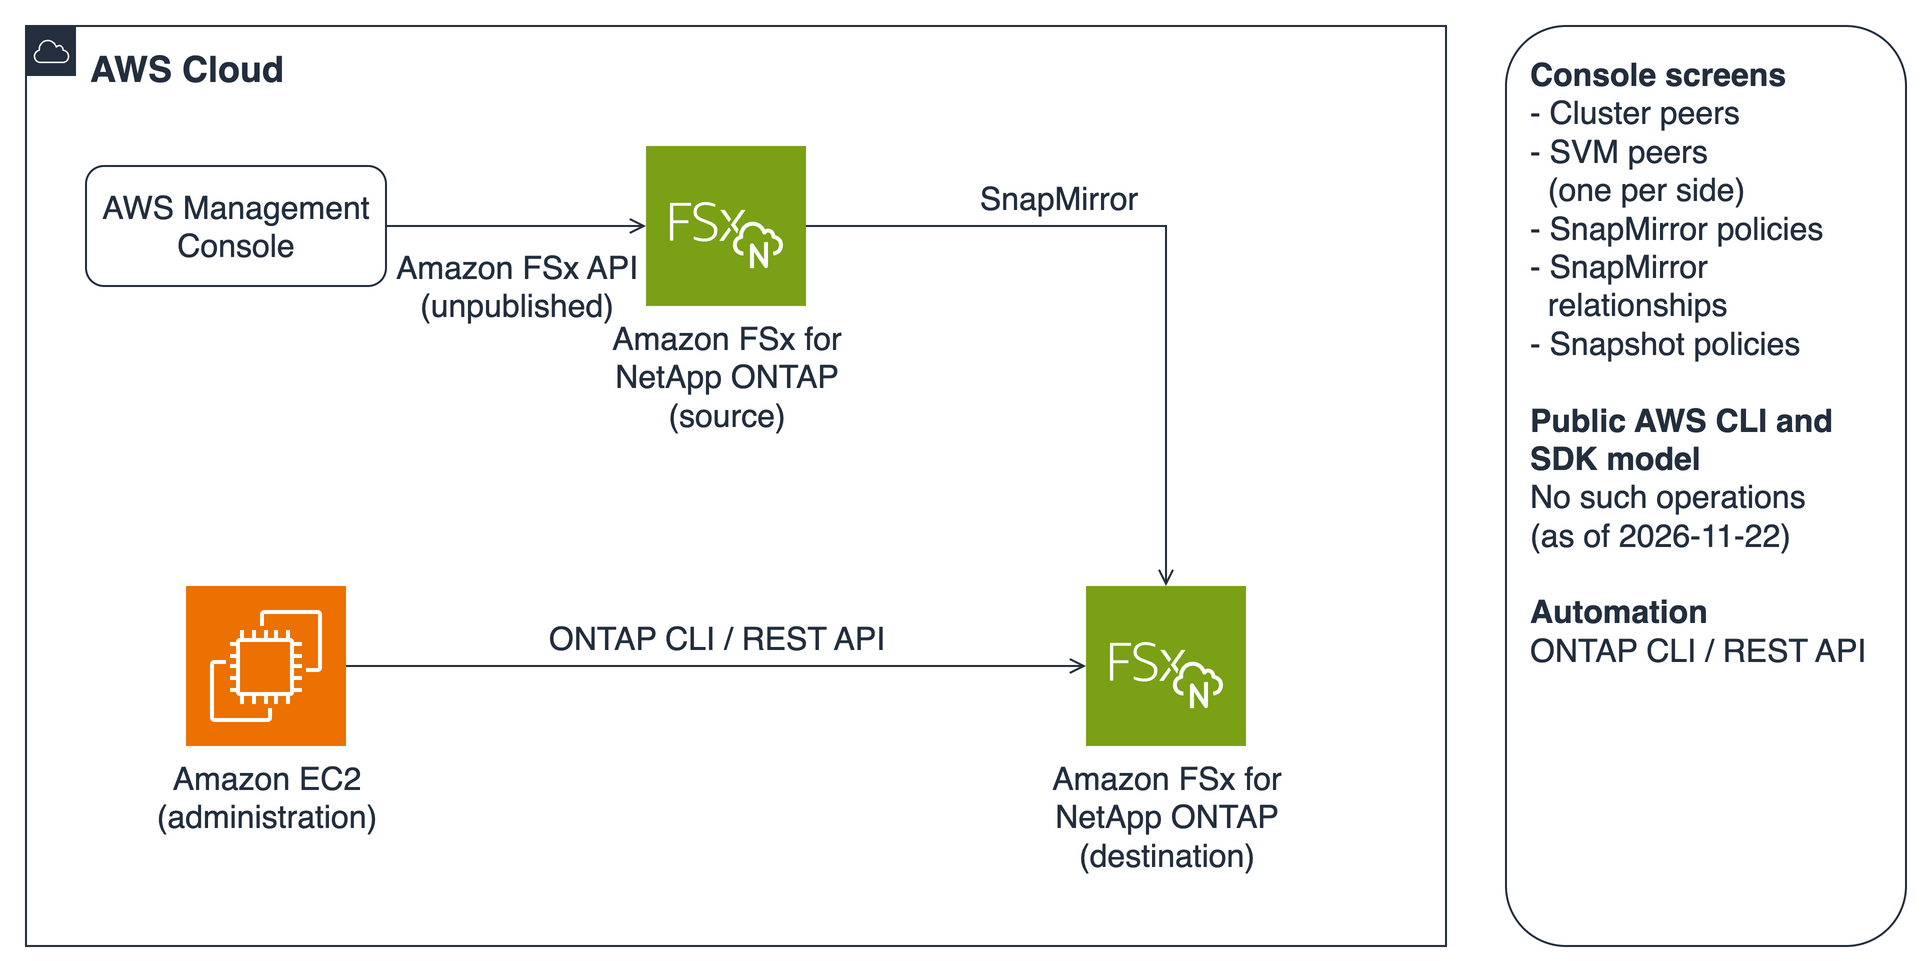 AWS Cloud
AWS Management
Console
Amazon FSx API
(unpublished)
FSx
N
Amazon FSx for
NetApp ONTAP
(source)
SnapMirror
ONTAP CLI / REST API
Amazon EC2
(administration)
FSx
N
Amazon FSx for
NetApp ONTAP
(destination)
Console screens
- Cluster peers
- SVM peers
(one per side)
- SnapMirror policies
- SnapMirror
relationships
- Snapshot policies
Public AWS CLI and
SDK model
No such operations
(as of 2026-11-22)
Automation
ONTAP CLI / REST API